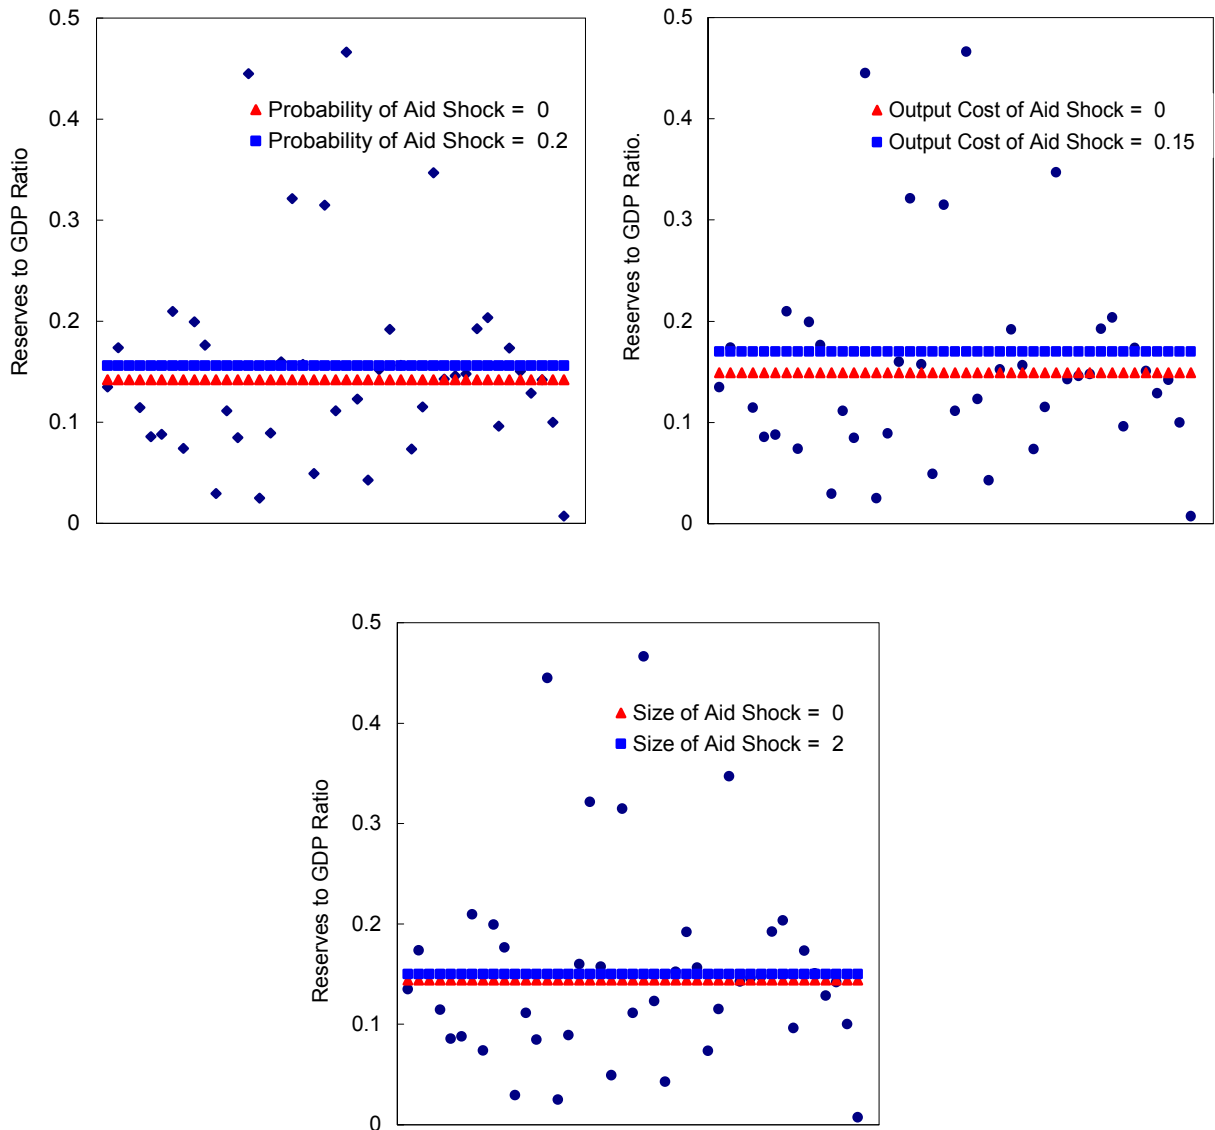 0.5
0.4
0.3
0.2
0.1
0
Reserves to GDP Ratio
Probability of Aid Shock = 0
Probability of Aid Shock = 0.2
0.5
0.4
0.3
0.2
0.1
0
Reserves to GDP Ratio.
Output Cost of Aid Shock = 0
Output Cost of Aid Shock = 0.15
0.5
0.4
0.3
0.2
0.1
0
Reserves to GDP Ratio
Size of Aid Shock = 0
Size of Aid Shock = 2